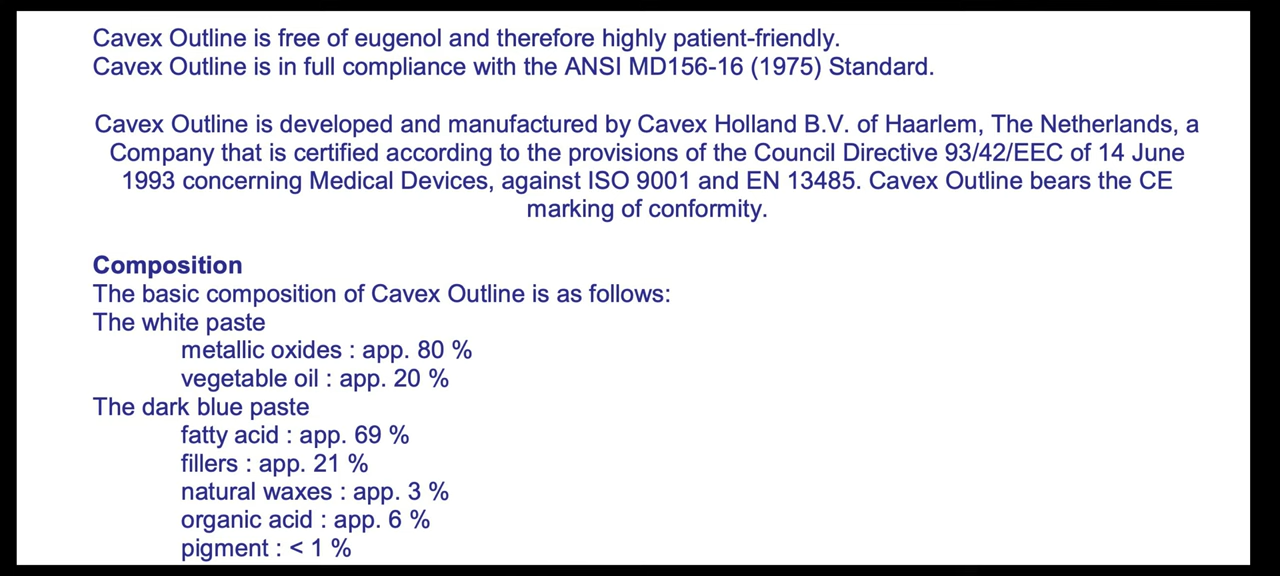 Cavex Outline is free of eugenol and therefore highly patient-friendly.
Cavex Outline is in full compliance with the ANSI MD156-16 (1975) Standard.
Cavex Outline is developed and manufactured by Cavex Holland B.V. of Haarlem, The Netherlands, a
Company that is certified according to the provisions of the Council Directive 93/42/EEC of 14 June
1993 concerning Medical Devices, against ISO 9001 and EN 13485. Cavex Outline bears the CE
marking of conformity.
Composition
The basic composition of Cavex Outline is as follows:
The white paste
metallic oxides : app. 80 %
vegetable oil : app. 20 %
The dark blue paste
fatty acid : app. 69 %
fillers : app. 21 %
natural waxes : app. 3 %
organic acid : app. 6 %
pigment : < 1 %